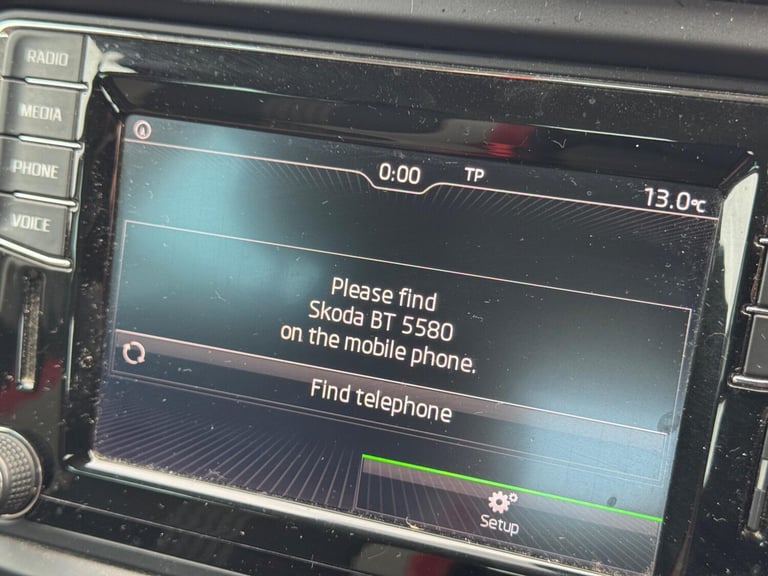 RADIO
MEDIA
PHONE
VOICE
0:00
TP
13.0°C
Please find
Skoda BT 5580
on the mobile phone.
Find telephone
Setup